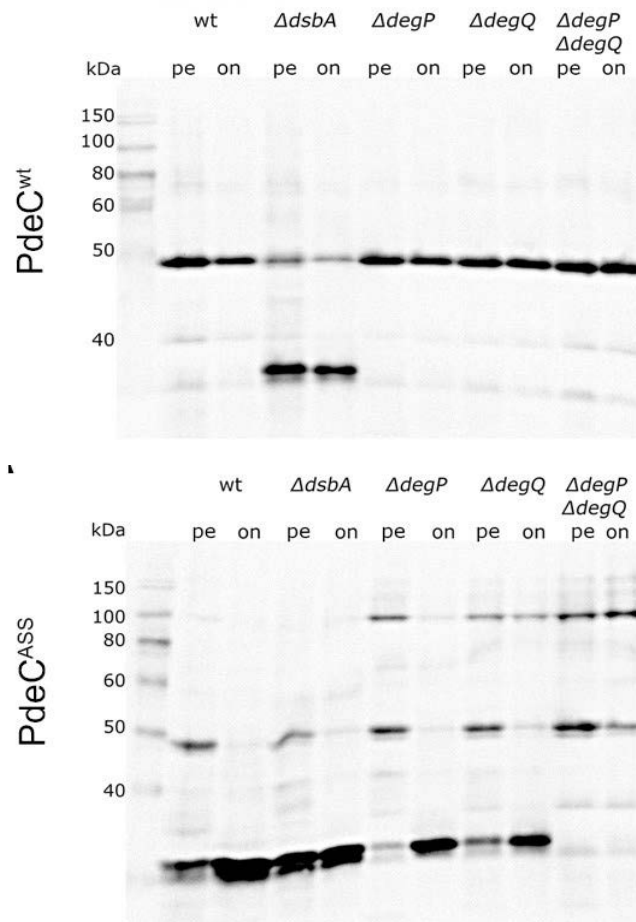 wt ΔdsbA ΔdegP ΔdegQ ΔdegP
ΔdegQ
kDa pe on pe on pe on pe on pe on
150
100
80
60
50
40
PdeCwt
wt ΔdsbA ΔdegP ΔdegQ ΔdegP
ΔdegQ
kDa pe on pe on pe on pe on pe on
150
100
80
60
50
40
PdeCASS